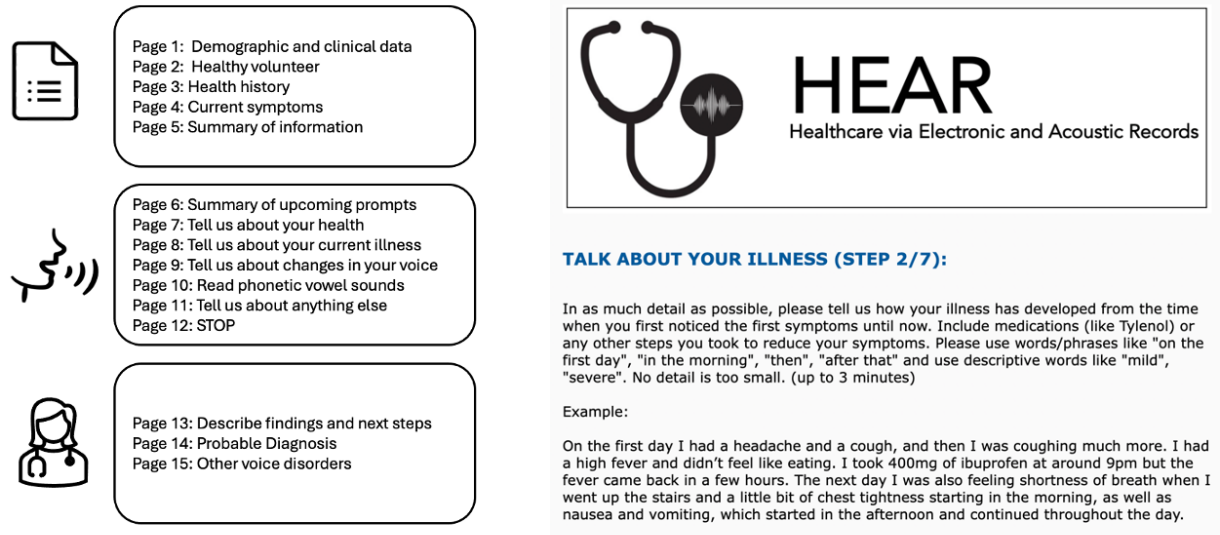 Page 1:  Demographic and clinical data
Page 2:  Healthy volunteer
Page 3:  Health history
Page 4: Current symptoms
Page 5: Summary of information
Page 6: Summary of upcoming prompts
Page 7: Tell us about your health
Page 8: Tell us about your current illness
Page 9: Tell us about changes in your voice
Page 10: Read phonetic vowel sounds
Page 11: Tell us about anything else
Page 12: STOP
Page 13: Describe findings and next steps
Page 14: Probable Diagnosis
Page 15: Other voice disorders
HEAR
Healthcare via Electronic and Acoustic Records
TALK ABOUT YOUR ILLNESS (STEP 2/7):
In as much detail as possible, please tell us how your illness has developed from the time
when you first noticed the first symptoms until now. Include medications (like Tylenol) or
any other steps you took to reduce your symptoms. Please use words/phrases like "on the
first day", "in the morning", "then", "after that" and use descriptive words like "mild",
"severe". No detail is too small. (up to 3 minutes)
Example:
On the first day I had a headache and a cough, and then I was coughing much more. I had
a high fever and didn’t feel like eating. I took 400mg of ibuprofen at around 9pm but the
fever came back in a few hours. The next day I was also feeling shortness of breath when I
went up the stairs and a little bit of chest tightness starting in the morning, as well as
nausea and vomiting, which started in the afternoon and continued throughout the day.